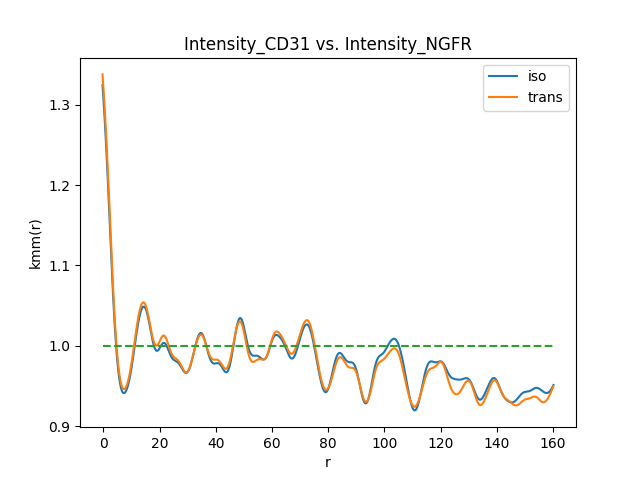 Intensity_CD31 vs. Intensity_NGFR
iso
trans
kmm(r)
1.3
1.2
1.1
1.0
0.9
0 20 40 60 80 100 120 140 160
r